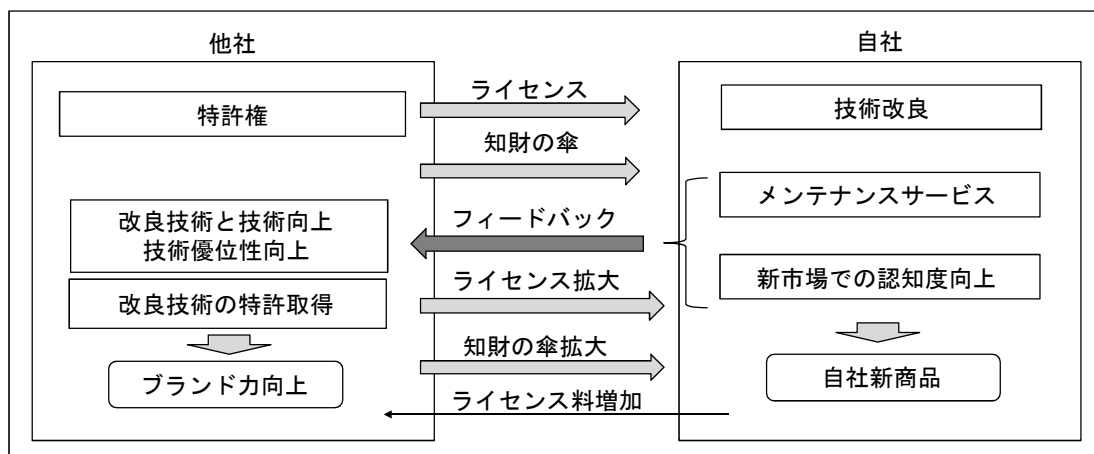 他社
自社
特許権
ライセンス
技術改良
知財の傘
メンテナンスサービス
改良技術と技術向上
技術優位性向上
フィードバック
新市場での認知度向上
改良技術の特許取得
ライセンス拡大
知財の傘拡大
ブランド力向上
自社新商品
ライセンス料増加